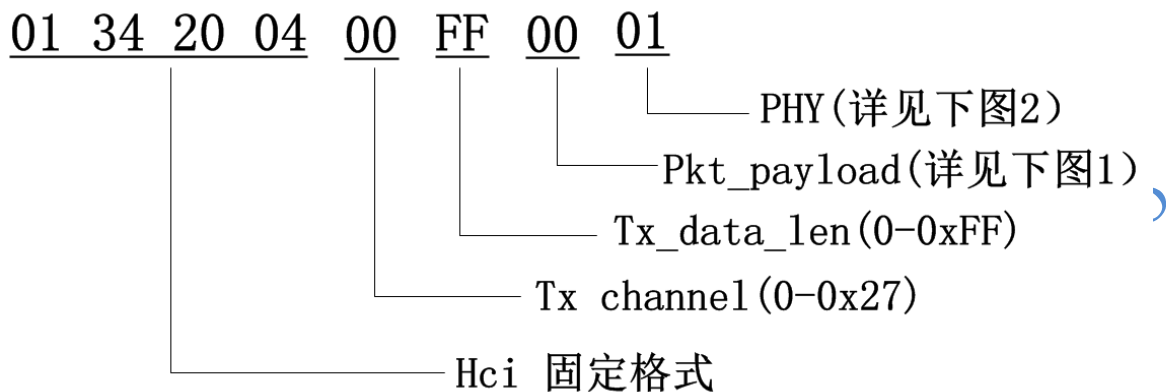 01 34 20 04 00 FF 00 01
PHY(详见下图2)
Pkt_payload(详见下图1)
Tx_data_len(0-0xFF)
Tx channel(0-0x27)
Hci 固定格式